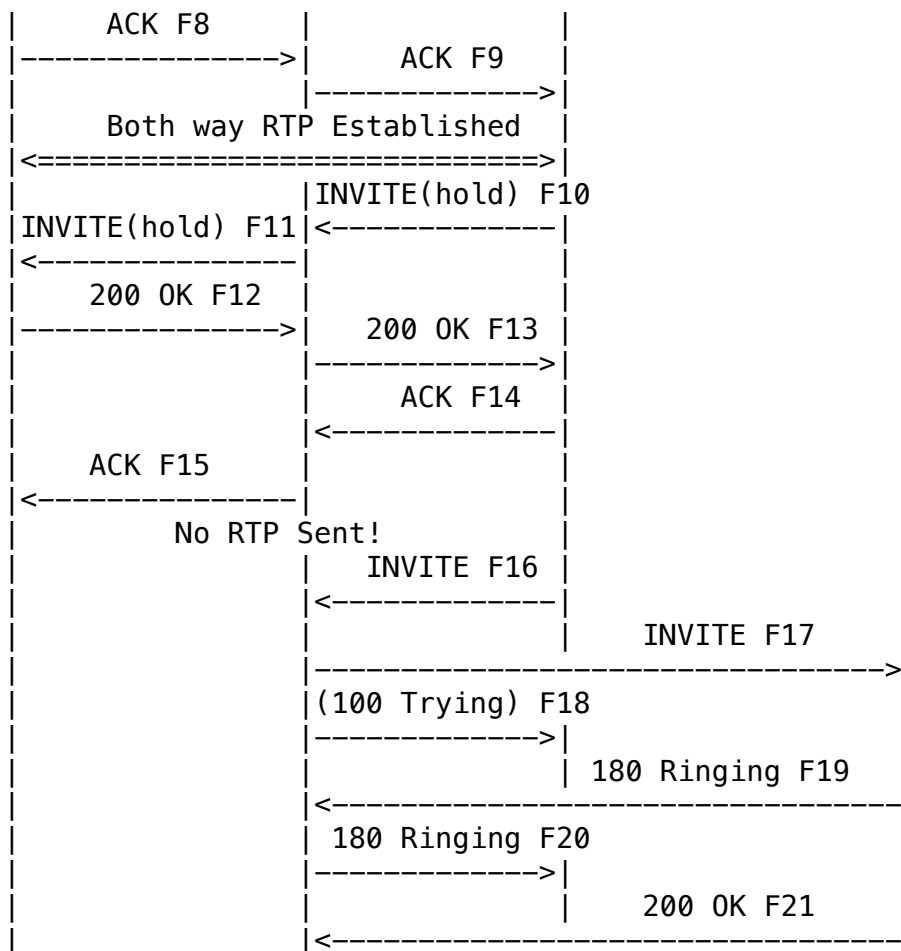 ACK F8
ACK F9
Both way RTP Established
INVITE(hold) F10
INVITE(hold) F11
200 OK F12
200 OK F13
ACK F14
ACK F15
No RTP Sent!
INVITE F16
INVITE F17
(100 Trying) F18
180 Ringing F19
180 Ringing F20
200 OK F21